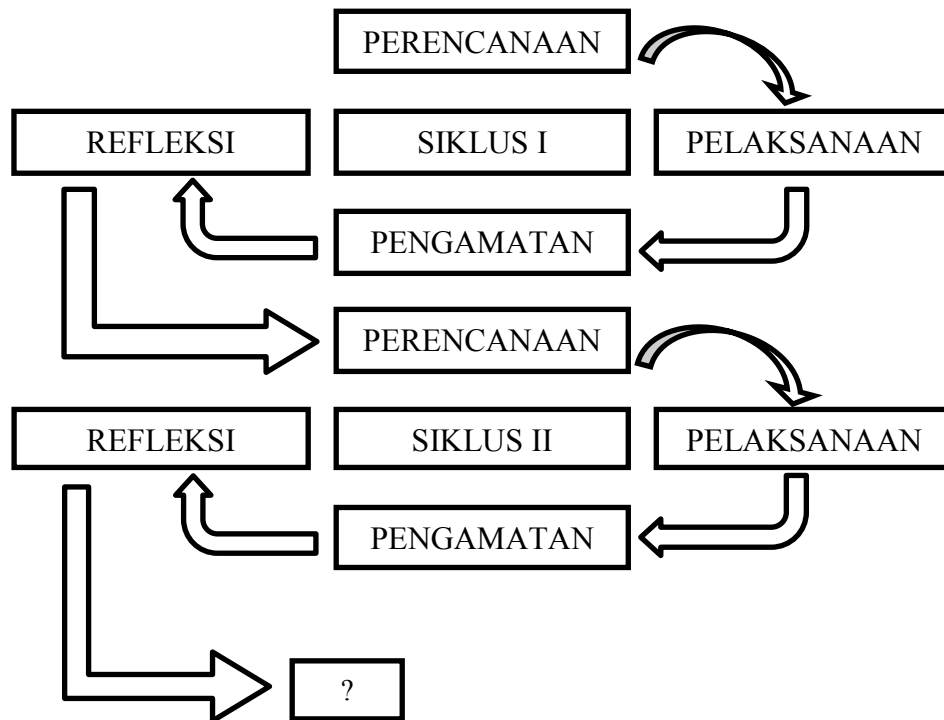 PERENCANAAN
REFLEKSI
SIKLUS I
PELAKSANAAN
PENGAMATAN
PERENCANAAN
REFLEKSI
SIKLUS II
PELAKSANAAN
PENGAMATAN
?